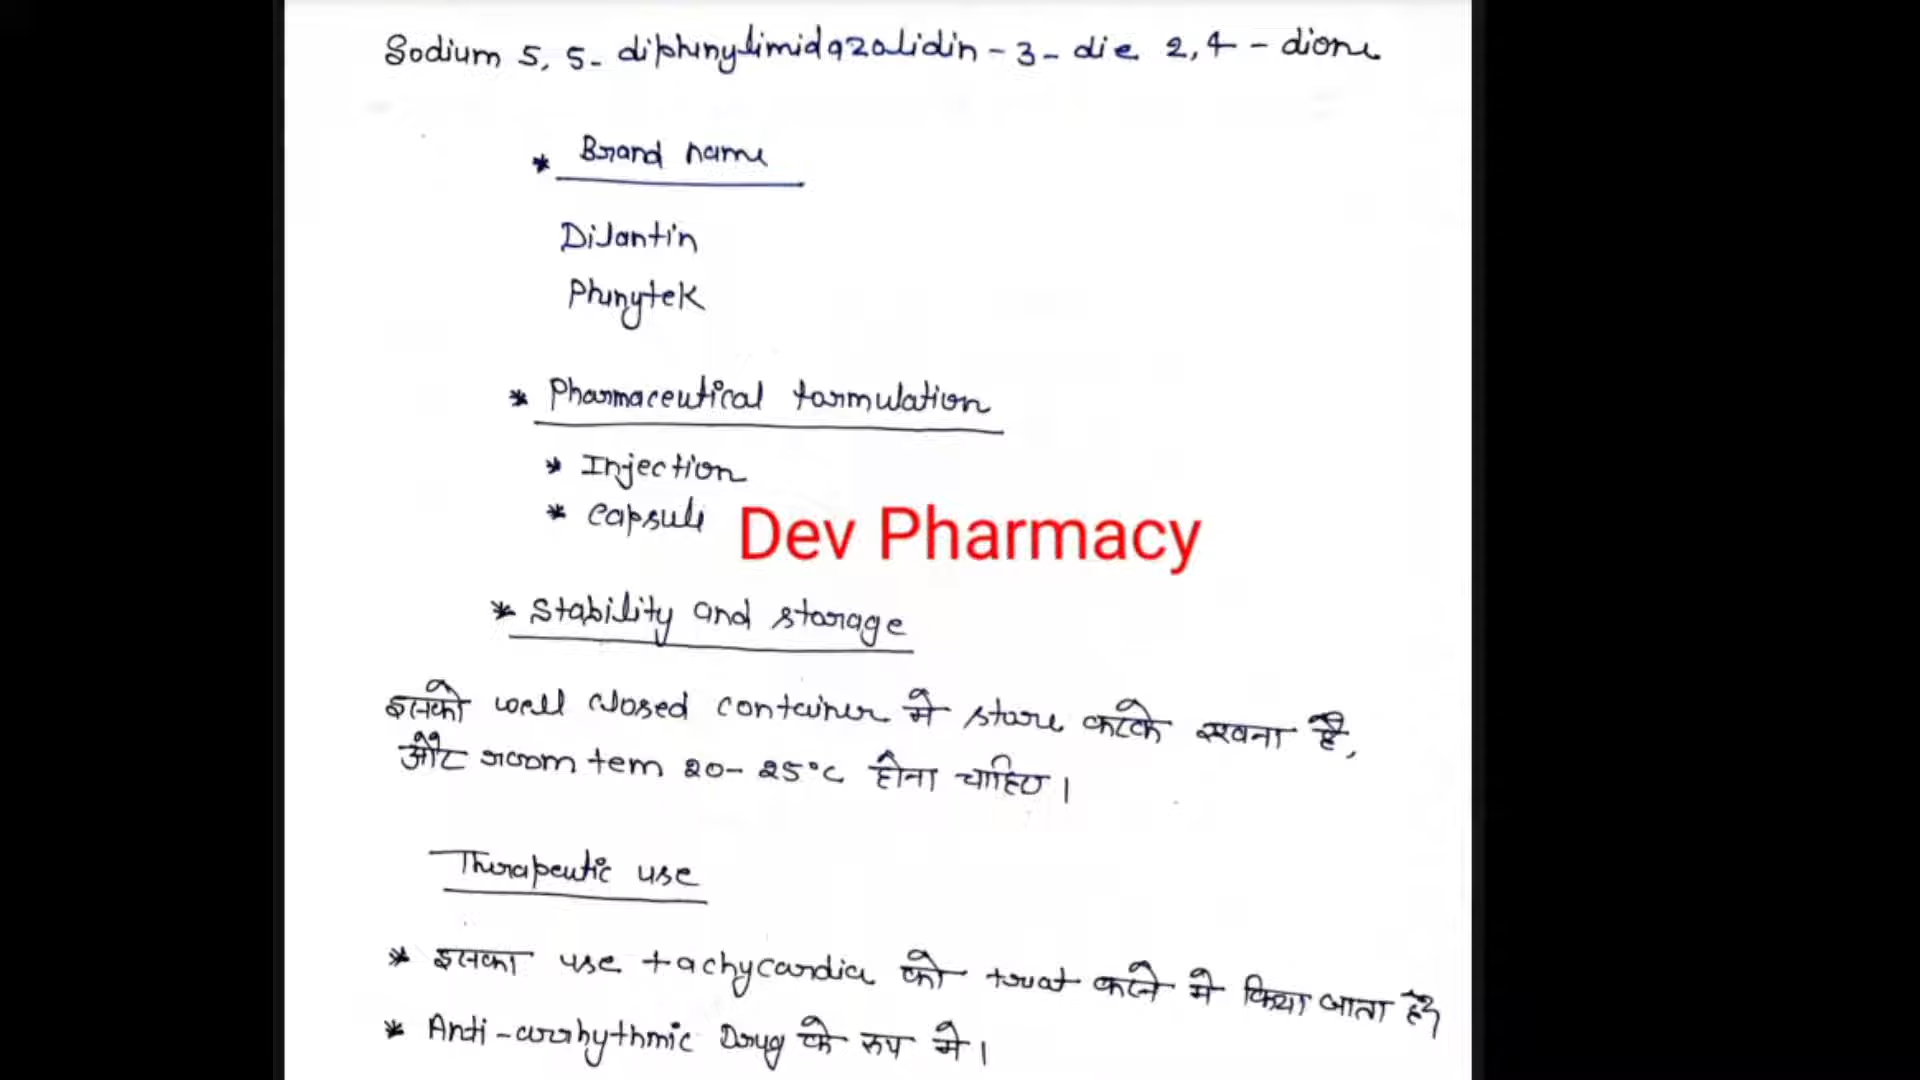 Sodium 5, 5- diphenylimidazolidin - 3 - die 2,4 - dione
* Brand name
Dilantin
Phenytek
* Pharmaceutical formulation
* Injection
* capsule
Dev Pharmacy
* Stability and storage
इसको well closed container मे store करके रखना है,
और room tem 20- 25°C होना चाहिए।
Therapeutic use
* इसका use tachycardia को treat करने मे किया जाता है
* Anti-arrhythmic Drug के रूप मे।